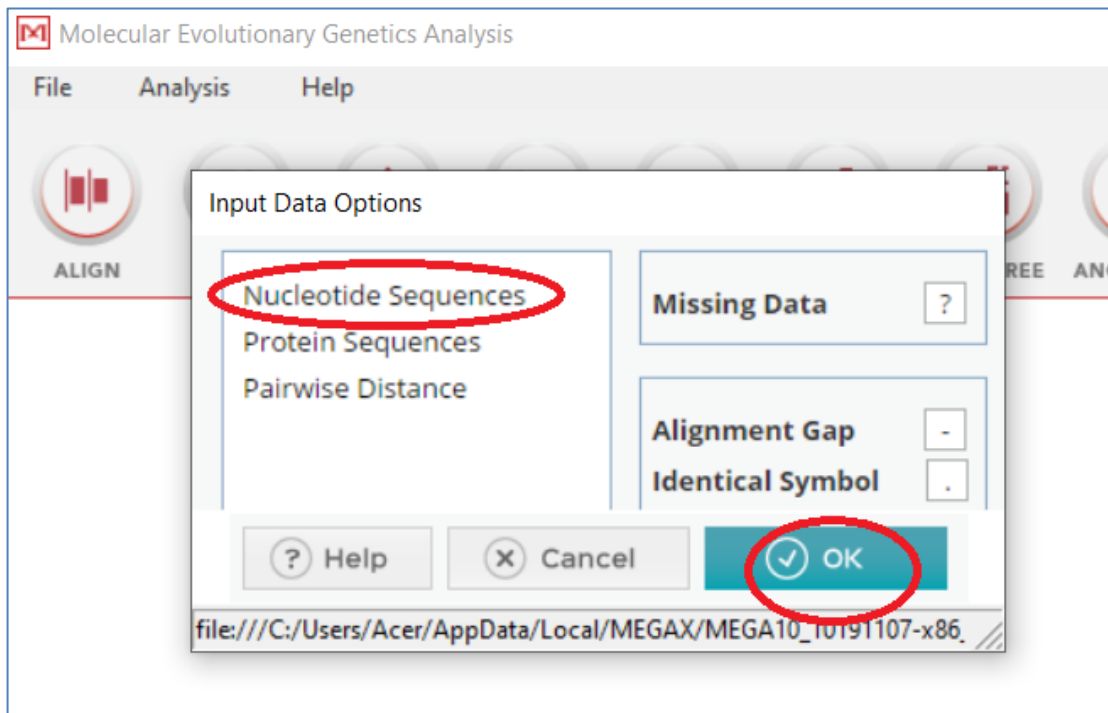 Molecular Evolutionary Genetics Analysis
File Analysis Help
ALIGN
REE
Input Data Options
Nucleotide Sequences
Protein Sequences
Pairwise Distance
Missing Data ?
Alignment Gap -
Identical Symbol .
? Help
Cancel
OK
file:///C:/Users/Acer/AppData/Local/MEGAX/MEGA10_10191107-x86_